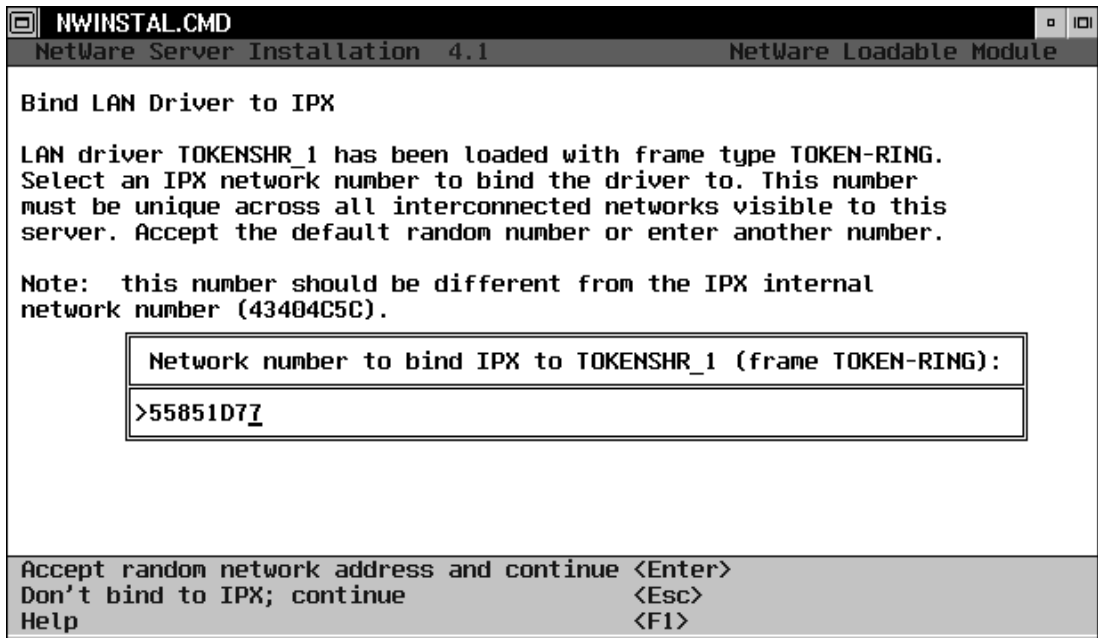 NWINSTAL.CMD
NetWare Server Installation 4.1 NetWare Loadable Module
Bind LAN Driver to IPX
LAN driver TOKENSHR_1 has been loaded with frame type TOKEN-RING.
Select an IPX network number to bind the driver to. This number
must be unique across all interconnected networks visible to this
server. Accept the default random number or enter another number.
Note: this number should be different from the IPX internal
network number (43404C5C).
Network number to bind IPX to TOKENSHR_1 (frame TOKEN-RING):
>55851D77
Accept random network address and continue <Enter>
Don't bind to IPX; continue <Esc>
Help <F1>